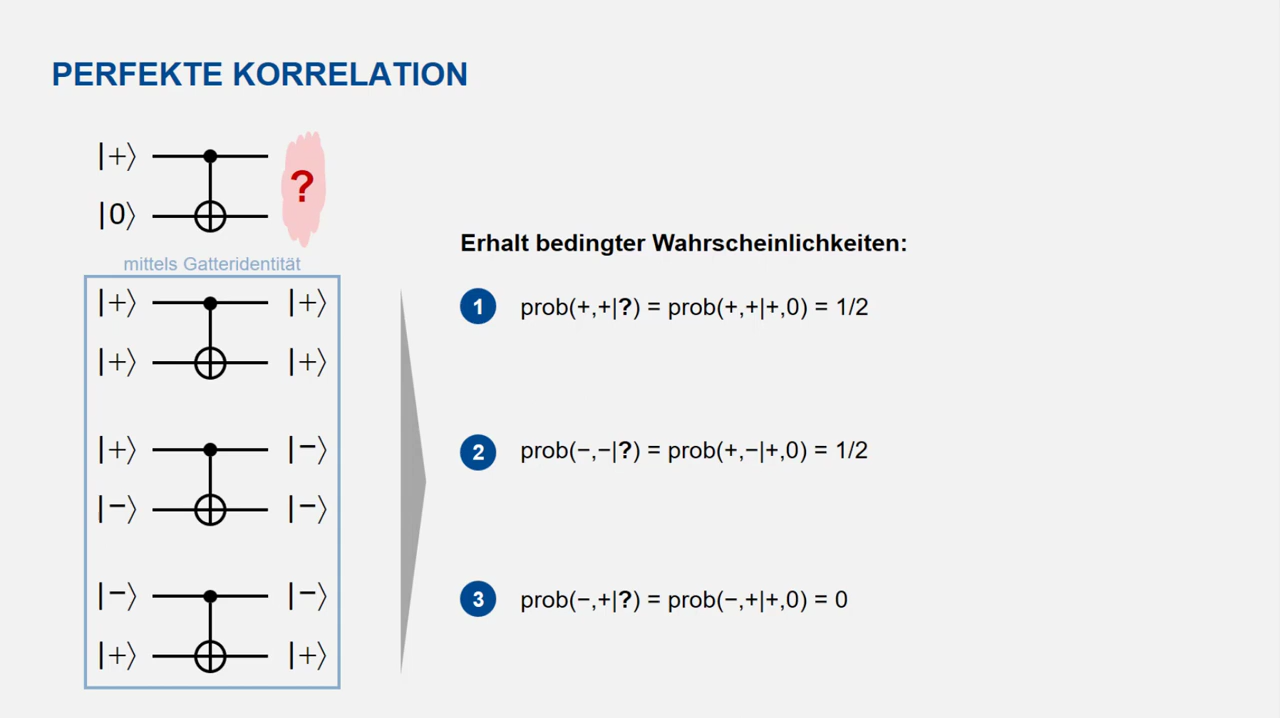 PERFEKTE KORRELATION
|+⟩
?
|0⟩
mittels Gatteridentität
|+⟩ |+⟩
|+⟩ |+⟩
|+⟩ |−⟩
|−⟩ |−⟩
|−⟩ |−⟩
|+⟩ |+⟩
Erhalt bedingter Wahrscheinlichkeiten:
1 prob(+,+|?) = prob(+,+|+,0) = 1/2
2 prob(−,−|?) = prob(+,−|+,0) = 1/2
3 prob(−,+|?) = prob(−,+|+,0) = 0